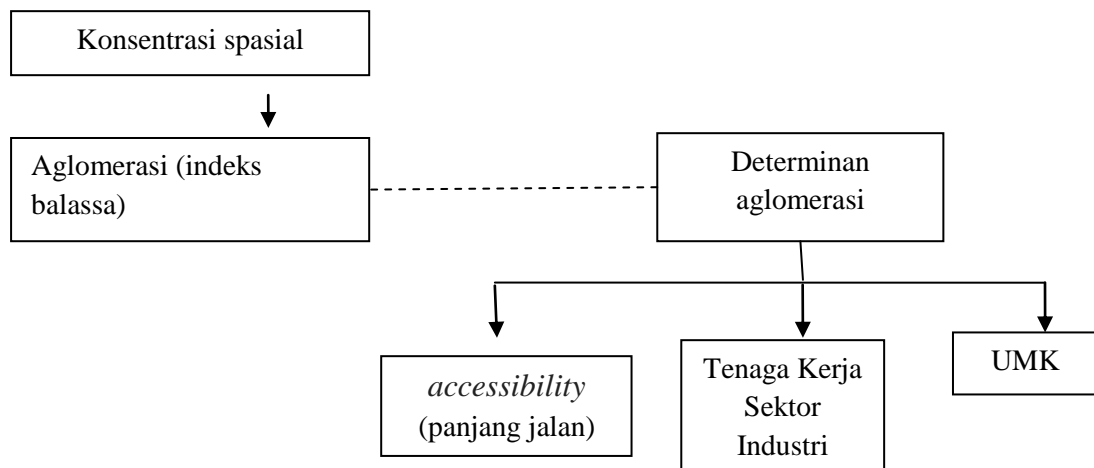 Konsentrasi spasial
Aglomerasi (indeks
balassa)
Determinan
aglomerasi
accessibility
(panjang jalan)
Tenaga Kerja
Sektor
Industri
UMK